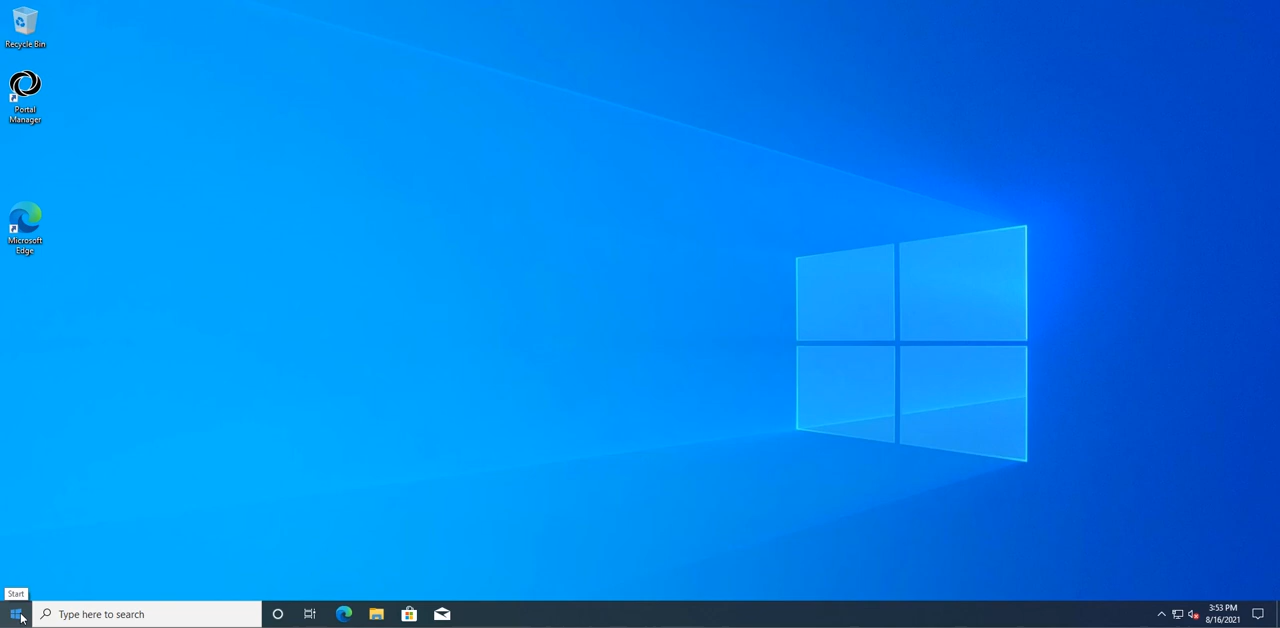 Recycle Bin
Portal
Manager
Microsoft
Edge
Start
Type here to search
3:53 PM
8/16/2021